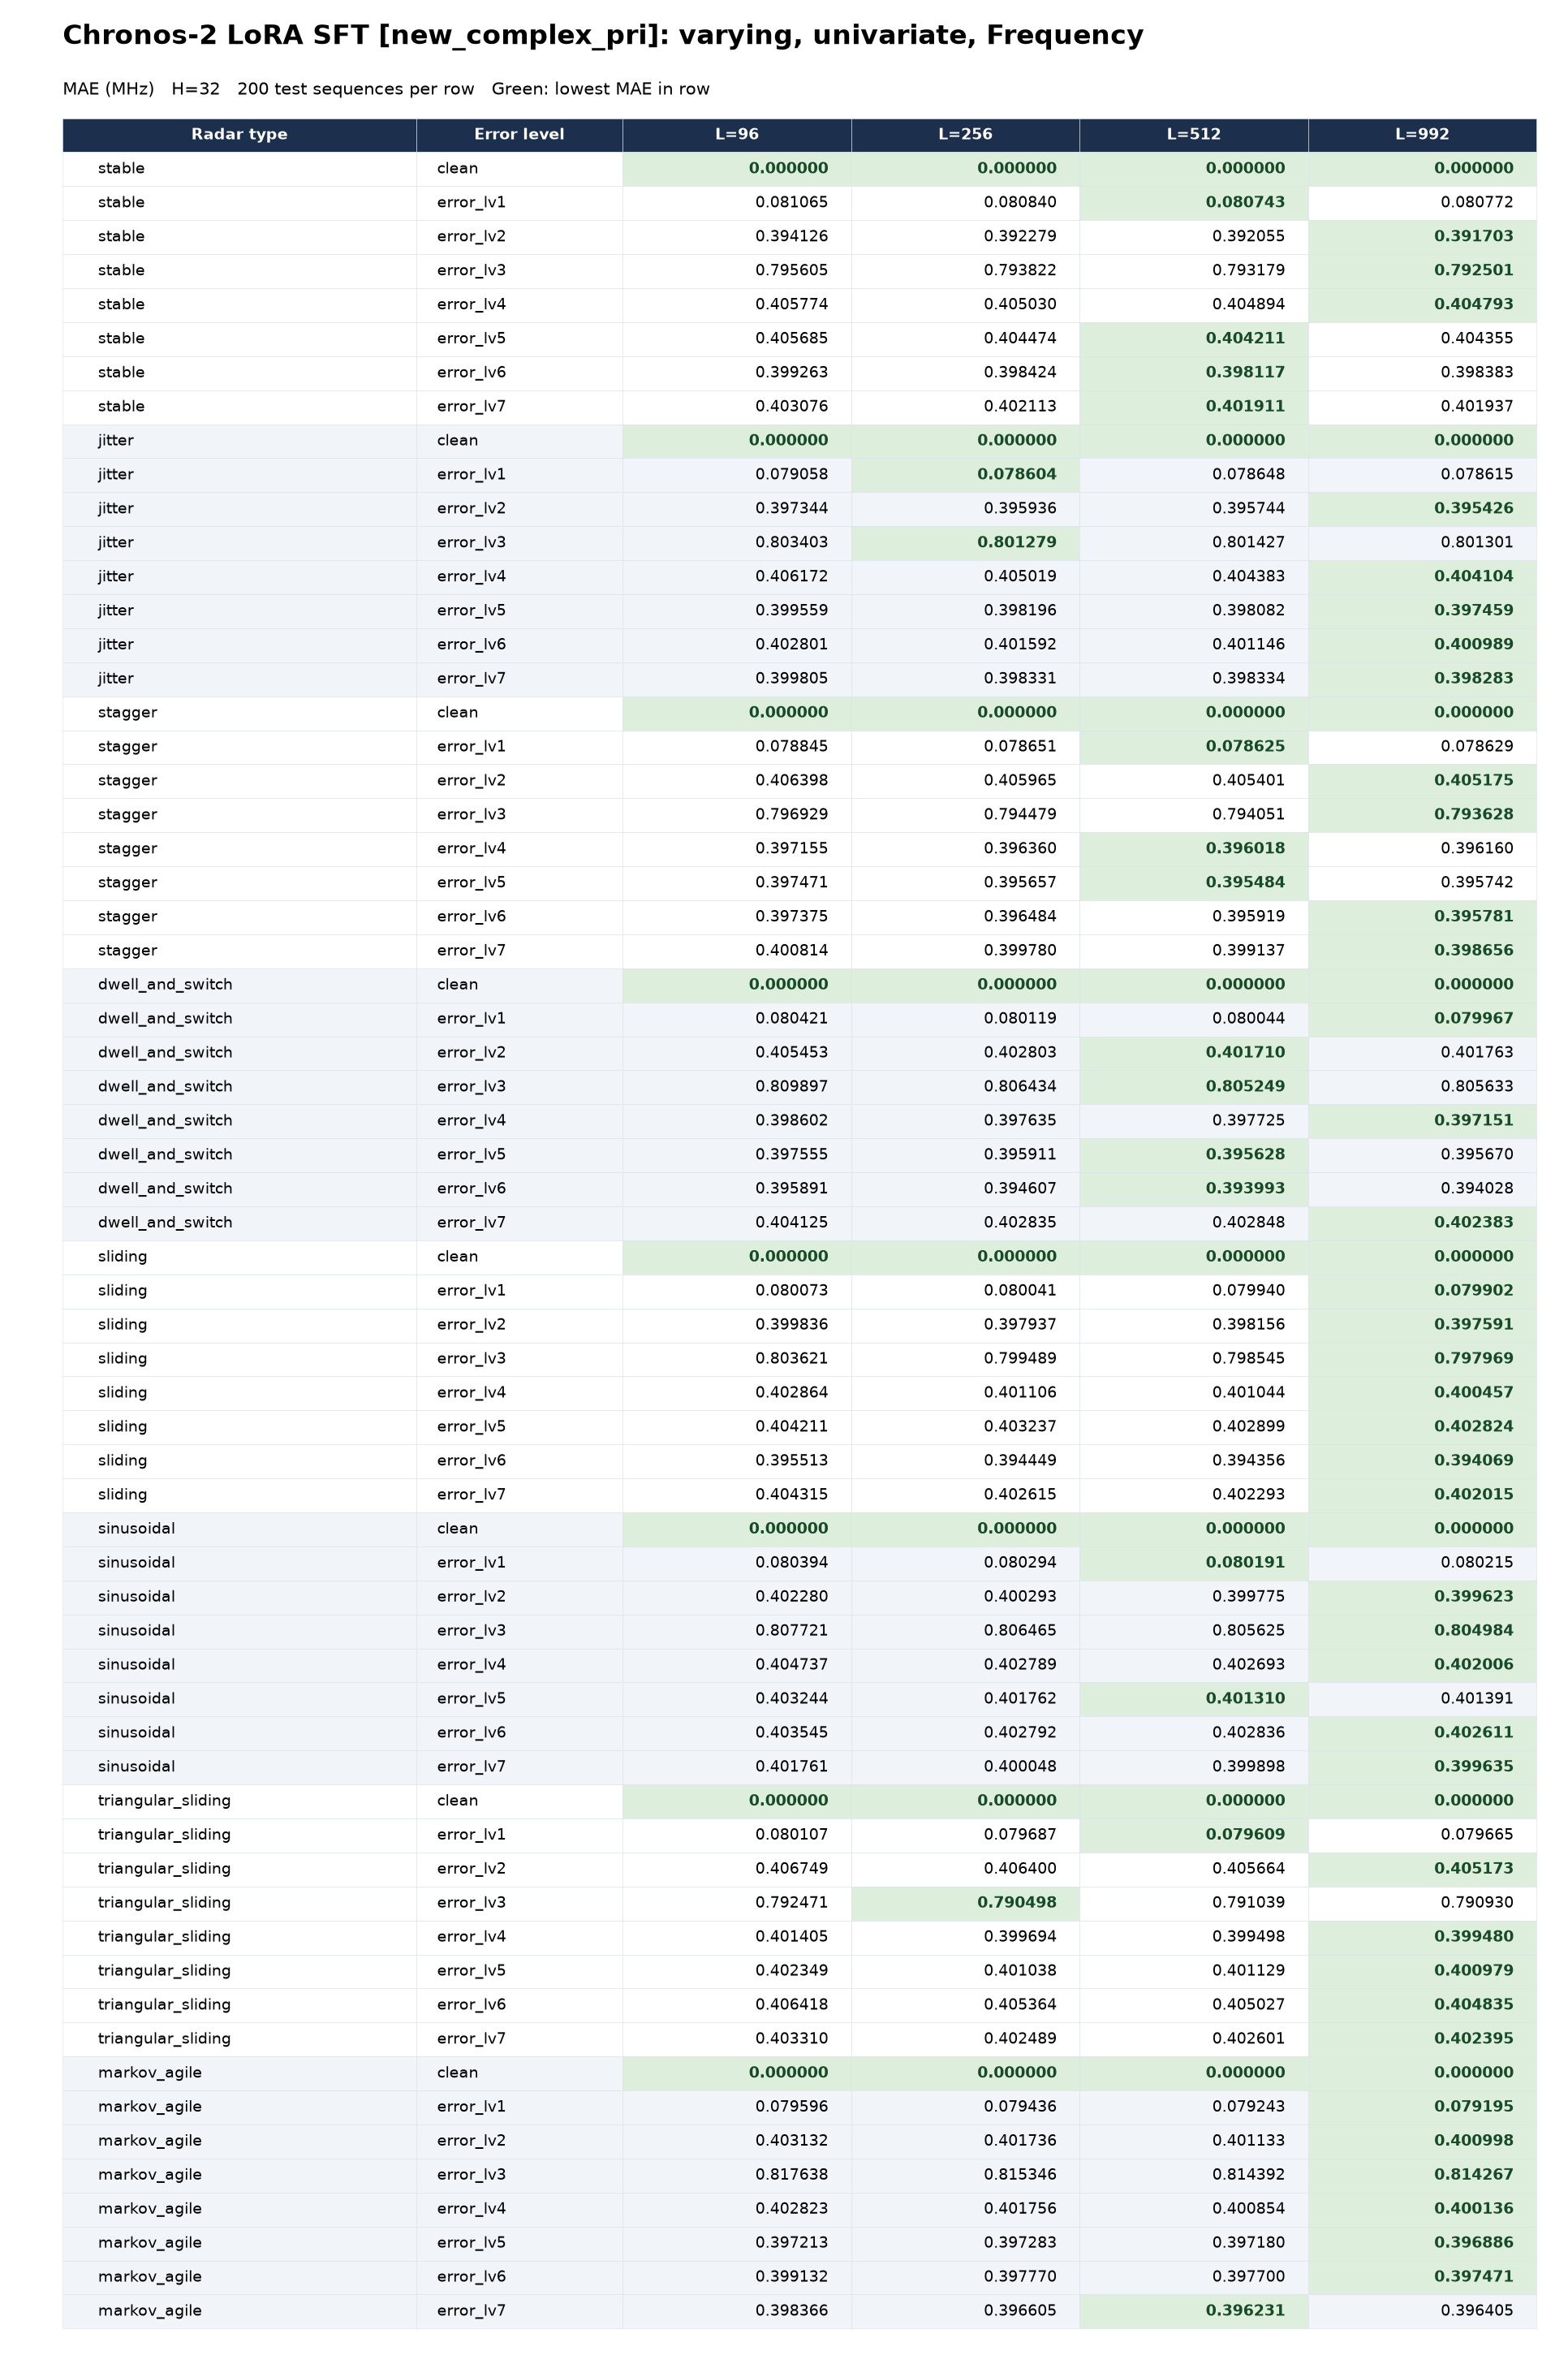 Chronos-2 LoRA SFT [new_complex_pri]: varying, univariate, Frequency
MAE (MHz)   H=32   200 test sequences per row   Green: lowest MAE in row
Radar type Error level L=96 L=256 L=512 L=992
stable clean 0.000000 0.000000 0.000000 0.000000
stable error_lv1 0.081065 0.080840 0.080743 0.080772
stable error_lv2 0.394126 0.392279 0.392055 0.391703
stable error_lv3 0.795605 0.793822 0.793179 0.792501
stable error_lv4 0.405774 0.405030 0.404894 0.404793
stable error_lv5 0.405685 0.404474 0.404211 0.404355
stable error_lv6 0.399263 0.398424 0.398117 0.398383
stable error_lv7 0.403076 0.402113 0.401911 0.401937
jitter clean 0.000000 0.000000 0.000000 0.000000
jitter error_lv1 0.079058 0.078604 0.078648 0.078615
jitter error_lv2 0.397344 0.395936 0.395744 0.395426
jitter error_lv3 0.803403 0.801279 0.801427 0.801301
jitter error_lv4 0.406172 0.405019 0.404383 0.404104
jitter error_lv5 0.399559 0.398196 0.398082 0.397459
jitter error_lv6 0.402801 0.401592 0.401146 0.400989
jitter error_lv7 0.399805 0.398331 0.398334 0.398283
stagger clean 0.000000 0.000000 0.000000 0.000000
stagger error_lv1 0.078845 0.078651 0.078625 0.078629
stagger error_lv2 0.406398 0.405965 0.405401 0.405175
stagger error_lv3 0.796929 0.794479 0.794051 0.793628
stagger error_lv4 0.397155 0.396360 0.396018 0.396160
stagger error_lv5 0.397471 0.395657 0.395484 0.395742
stagger error_lv6 0.397375 0.396484 0.395919 0.395781
stagger error_lv7 0.400814 0.399780 0.399137 0.398656
dwell_and_switch clean 0.000000 0.000000 0.000000 0.000000
dwell_and_switch error_lv1 0.080421 0.080119 0.080044 0.079967
dwell_and_switch error_lv2 0.405453 0.402803 0.401710 0.401763
dwell_and_switch error_lv3 0.809897 0.806434 0.805249 0.805633
dwell_and_switch error_lv4 0.398602 0.397635 0.397725 0.397151
dwell_and_switch error_lv5 0.397555 0.395911 0.395628 0.395670
dwell_and_switch error_lv6 0.395891 0.394607 0.393993 0.394028
dwell_and_switch error_lv7 0.404125 0.402835 0.402848 0.402383
sliding clean 0.000000 0.000000 0.000000 0.000000
sliding error_lv1 0.080073 0.080041 0.079940 0.079902
sliding error_lv2 0.399836 0.397937 0.398156 0.397591
sliding error_lv3 0.803621 0.799489 0.798545 0.797969
sliding error_lv4 0.402864 0.401106 0.401044 0.400457
sliding error_lv5 0.404211 0.403237 0.402899 0.402824
sliding error_lv6 0.395513 0.394449 0.394356 0.394069
sliding error_lv7 0.404315 0.402615 0.402293 0.402015
sinusoidal clean 0.000000 0.000000 0.000000 0.000000
sinusoidal error_lv1 0.080394 0.080294 0.080191 0.080215
sinusoidal error_lv2 0.402280 0.400293 0.399775 0.399623
sinusoidal error_lv3 0.807721 0.806465 0.805625 0.804984
sinusoidal error_lv4 0.404737 0.402789 0.402693 0.402006
sinusoidal error_lv5 0.403244 0.401762 0.401310 0.401391
sinusoidal error_lv6 0.403545 0.402792 0.402836 0.402611
sinusoidal error_lv7 0.401761 0.400048 0.399898 0.399635
triangular_sliding clean 0.000000 0.000000 0.000000 0.000000
triangular_sliding error_lv1 0.080107 0.079687 0.079609 0.079665
triangular_sliding error_lv2 0.406749 0.406400 0.405664 0.405173
triangular_sliding error_lv3 0.792471 0.790498 0.791039 0.790930
triangular_sliding error_lv4 0.401405 0.399694 0.399498 0.399480
triangular_sliding error_lv5 0.402349 0.401038 0.401129 0.400979
triangular_sliding error_lv6 0.406418 0.405364 0.405027 0.404835
triangular_sliding error_lv7 0.403310 0.402489 0.402601 0.402395
markov_agile clean 0.000000 0.000000 0.000000 0.000000
markov_agile error_lv1 0.079596 0.079436 0.079243 0.079195
markov_agile error_lv2 0.403132 0.401736 0.401133 0.400998
markov_agile error_lv3 0.817638 0.815346 0.814392 0.814267
markov_agile error_lv4 0.402823 0.401756 0.400854 0.400136
markov_agile error_lv5 0.397213 0.397283 0.397180 0.396886
markov_agile error_lv6 0.399132 0.397770 0.397700 0.397471
markov_agile error_lv7 0.398366 0.396605 0.396231 0.396405